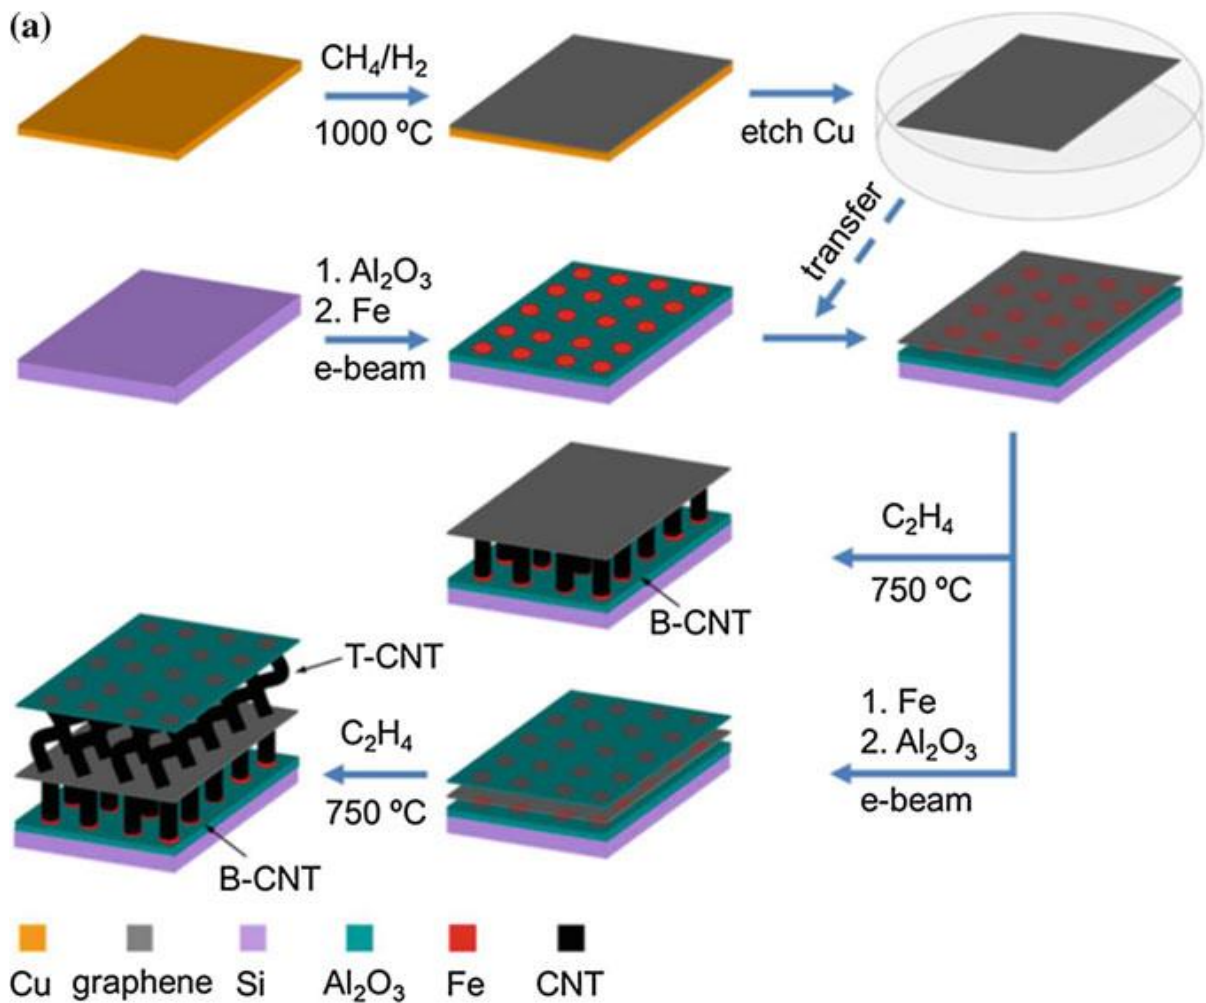 (a)
CH₄/H₂
1000 ºC
etch Cu
transfer
1. Al₂O₃
2. Fe
e-beam
C₂H₄
750 ºC
B-CNT
T-CNT
1. Fe
2. Al₂O₃
e-beam
C₂H₄
750 ºC
B-CNT
Cu graphene Si Al₂O₃ Fe CNT